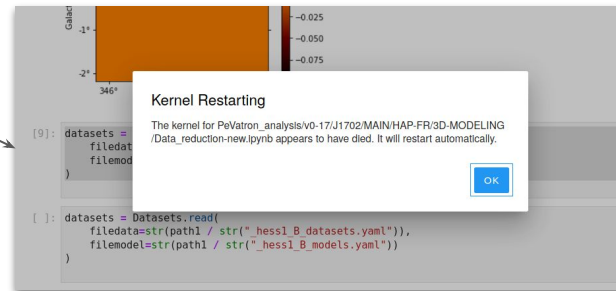 Galact
-1°
-2°
346°
−0.025
−0.050
−0.075
Kernel Restarting
The kernel for PeVatron_analysis/v0-17/J1702/MAIN/HAP-FR/3D-MODELING
/Data_reduction-new.ipynb appears to have died. It will restart automatically.
OK
[9]: datasets =
filedat
filemod
)
[ ]: datasets = Datasets.read(
filedata=str(path1 / str("_hess1_B_datasets.yaml")),
filemodel=str(path1 / str("_hess1_B_models.yaml"))
)